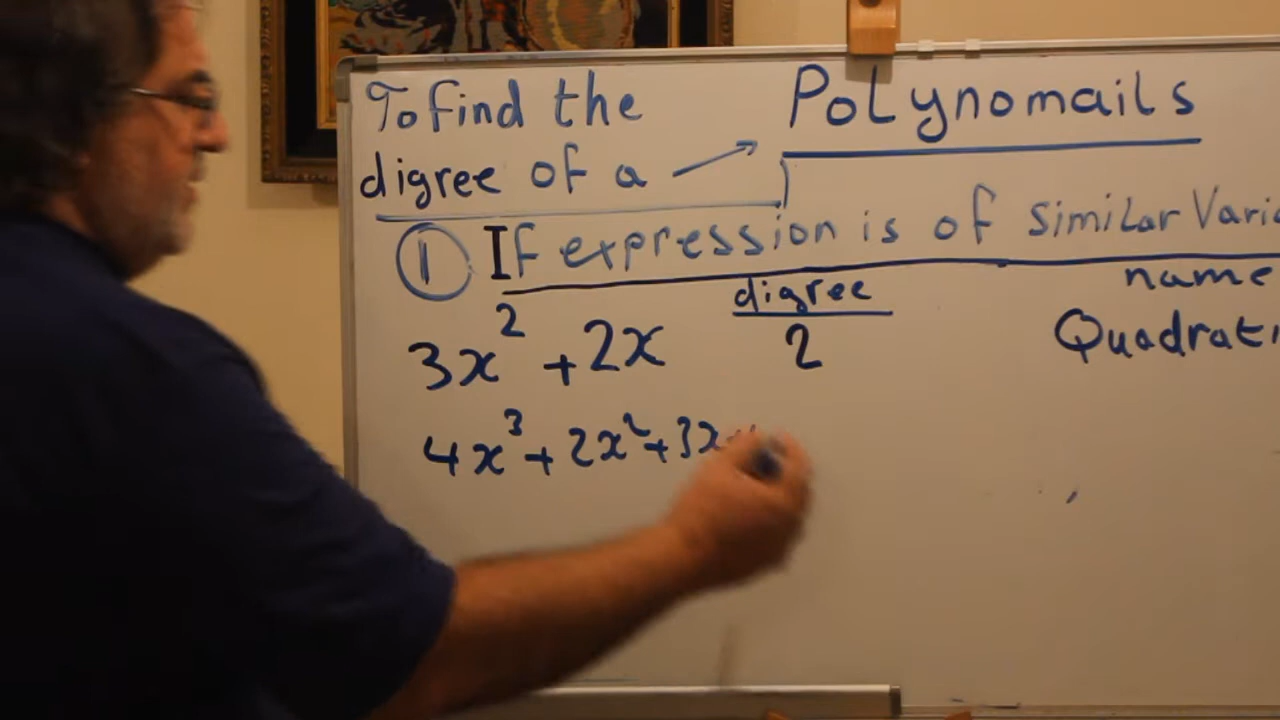 To find the
digree of a → Polynomails
① If expression is of similar Vari
digree name
3x² + 2x 2 Quadrati
4x³ + 2x² + 3x